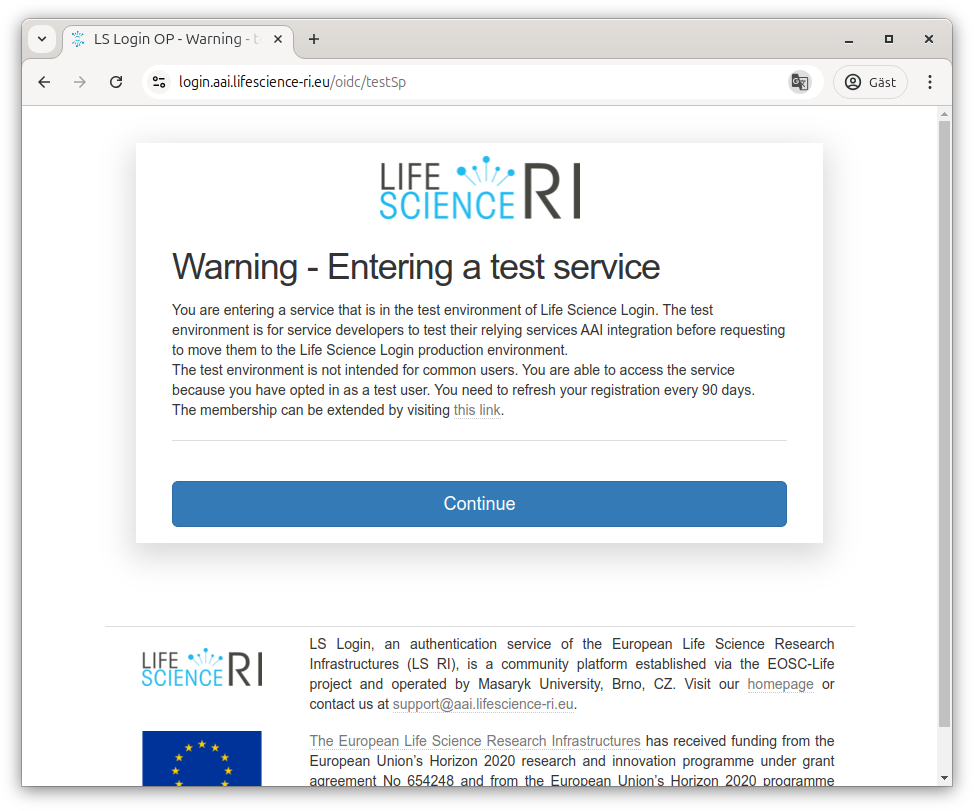 LS Login OP - Warning - t
login.aai.lifescience-ri.eu/oidc/testSp
Gäst
LIFE SCIENCE RI
Warning - Entering a test service
You are entering a service that is in the test environment of Life Science Login. The test
environment is for service developers to test their relying services AAI integration before requesting
to move them to the Life Science Login production environment.
The test environment is not intended for common users. You are able to access the service
because you have opted in as a test user. You need to refresh your registration every 90 days.
The membership can be extended by visiting this link.
Continue
LIFE SCIENCE RI
LS Login, an authentication service of the European Life Science Research
Infrastructures (LS RI), is a community platform established via the EOSC-Life
project and operated by Masaryk University, Brno, CZ. Visit our homepage or
contact us at support@aai.lifescience-ri.eu.
The European Life Science Research Infrastructures has received funding from the
European Union's Horizon 2020 research and innovation programme under grant
agreement No 654248 and from the European Union's Horizon 2020 programme